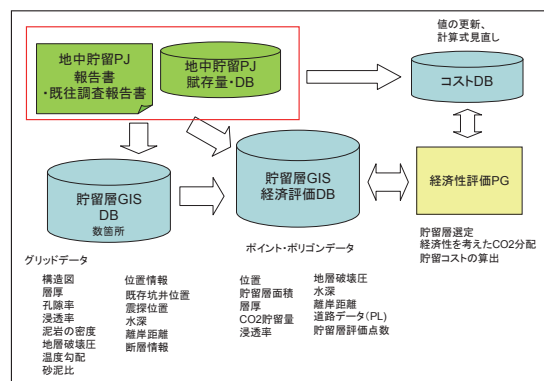 値の更新、
計算式見直し
地中貯留PJ
報告書
・既往調査報告書
地中貯留PJ
賦存量・DB
コストDB
貯留層GIS
DB
数箇所
貯留層GIS
経済評価DB
経済性評価PG
貯留層選定
経済性を考えたCO2分配
貯留コストの算出
グリッドデータ
構造図
層厚
孔隙率
浸透率
泥岩の密度
地層破壊圧
温度勾配
砂泥比
位置情報
既存坑井位置
震探位置
水深
離岸距離
断層情報
ポイント・ポリゴンデータ
位置
貯留層面積
層厚
CO2貯留量
浸透率
地層破壊圧
水深
離岸距離
道路データ(PL)
貯留層評価点数